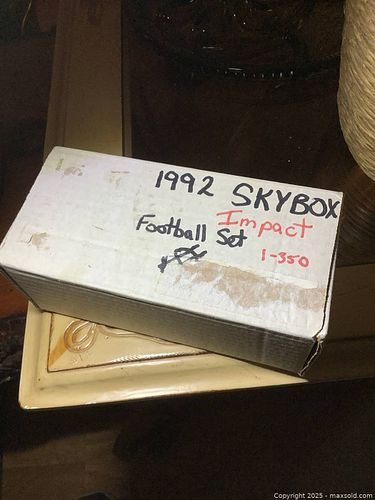 1992 SKYBOX
Impact
Football Set
1-350
Copyright 2025 - maxsold.com